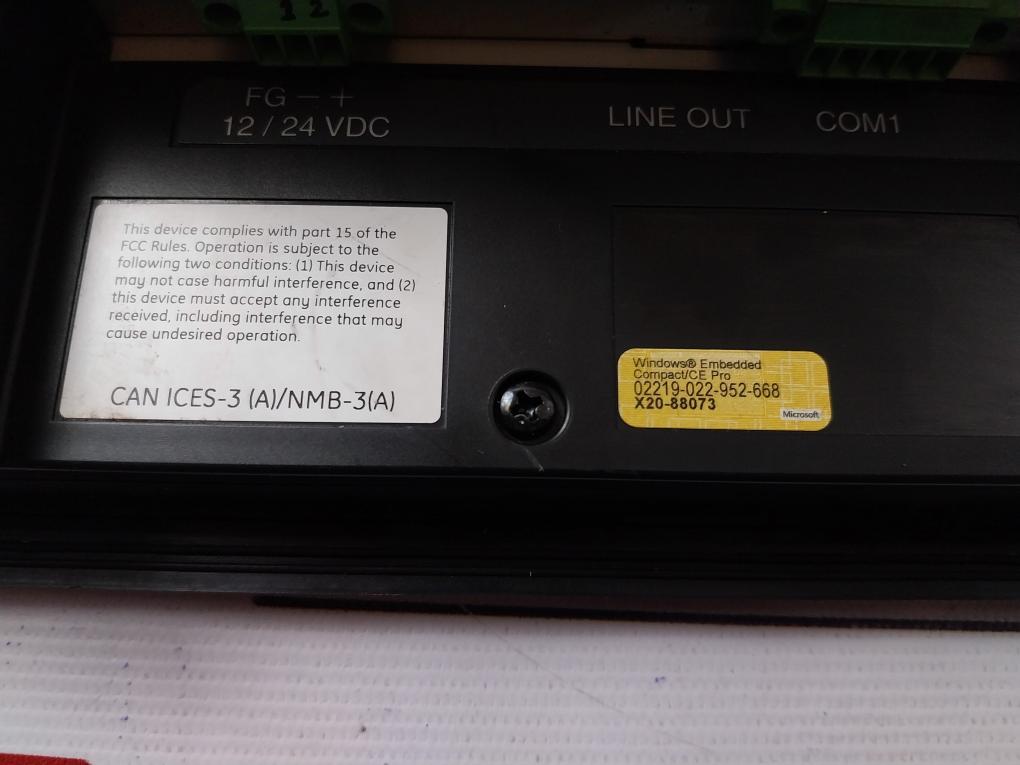 1 2
FG − +
12 / 24 VDC
LINE OUT
COM1
This device complies with part 15 of the
FCC Rules. Operation is subject to the
following two conditions: (1) This device
may not case harmful interference, and (2)
this device must accept any interference
received, including interference that may
cause undesired operation.
CAN ICES-3 (A)/NMB-3(A)
Windows® Embedded
Compact/CE Pro
02219-022-952-668
X20-88073
Microsoft